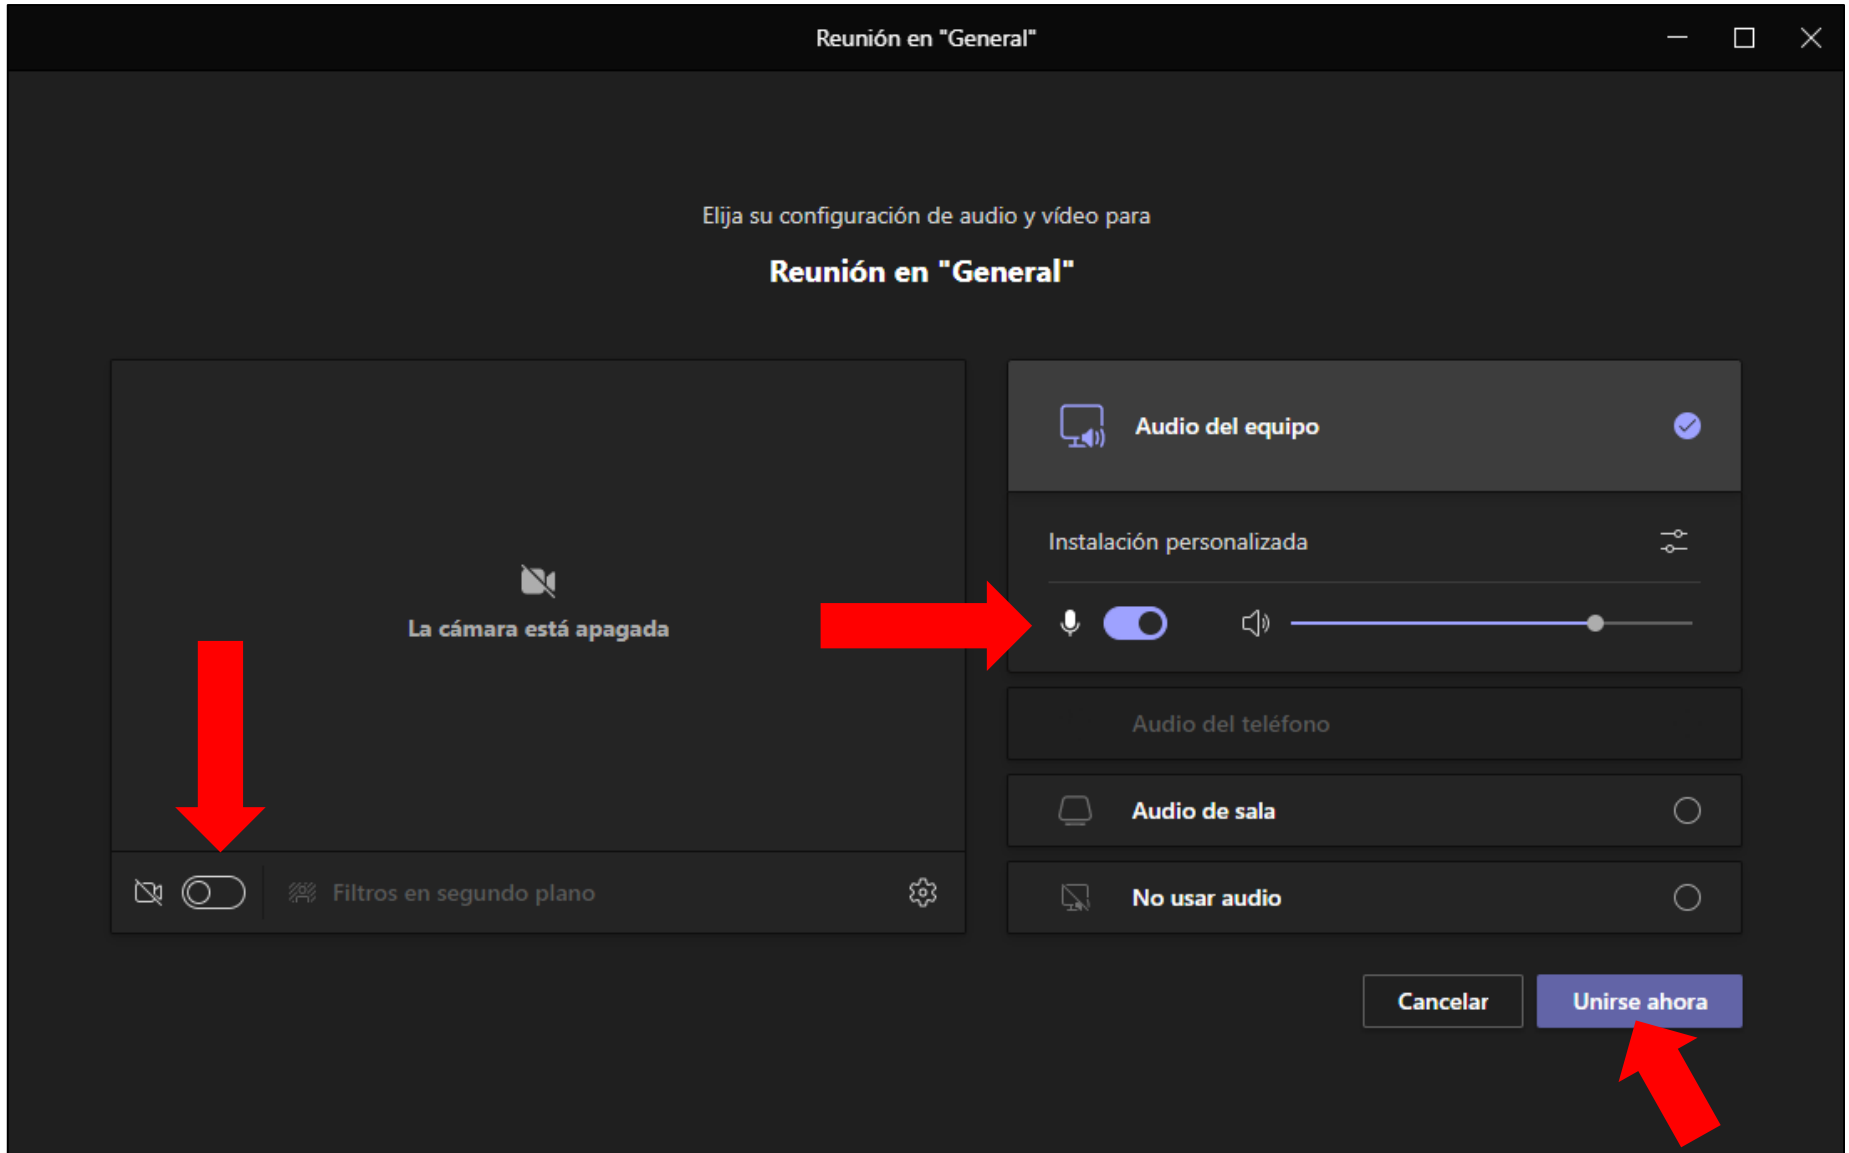 Reunión en "General"
Elija su configuración de audio y vídeo para
Reunión en "General"
La cámara está apagada
Filtros en segundo plano
Audio del equipo
Instalación personalizada
Audio del teléfono
Audio de sala
No usar audio
Cancelar
Unirse ahora